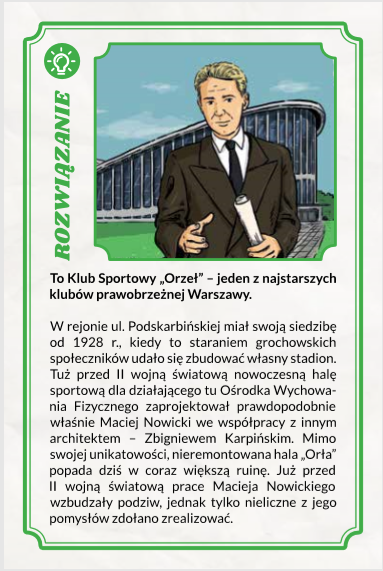 ROZWIĄZANIE
To Klub Sportowy „Orzeł” – jeden z najstarszych
klubów prawobrzeżnej Warszawy.
W rejonie ul. Podskarbińskiej miał swoją siedzibę
od 1928 r., kiedy to staraniem grochowskich
społeczników udało się zbudować własny stadion.
Tuż przed II wojną światową nowoczesną halę
sportową dla działającego tu Ośrodka Wychowa-
nia Fizycznego zaprojektował prawdopodobnie
właśnie Maciej Nowicki we współpracy z innym
architektem – Zbigniewem Karpińskim. Mimo
swojej unikatowości, nieremontowana hala „Orła”
popada dziś w coraz większą ruinę. Już przed
II wojną światową prace Macieja Nowickiego
wzbudzały podziw, jednak tylko nieliczne z jego
pomysłów zdołano zrealizować.